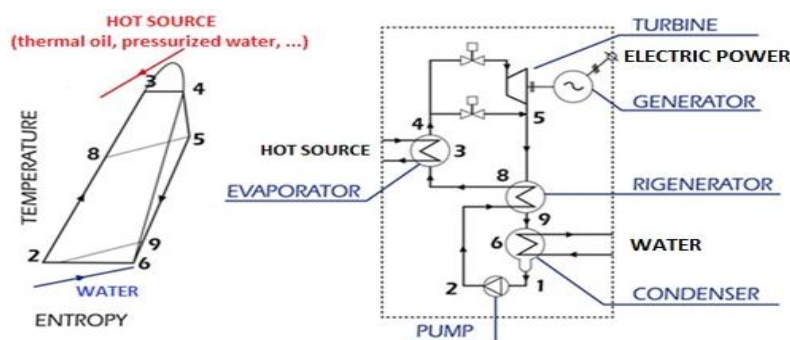 HOT SOURCE
(thermal oil, pressurized water, ...)
3
4
5
8
9
2
6
TEMPERATURE
WATER
ENTROPY
TURBINE
ELECTRIC POWER
GENERATOR
4
5
HOT SOURCE
3
8
EVAPORATOR
RIGENERATOR
9
6
WATER
2
1
CONDENSER
PUMP